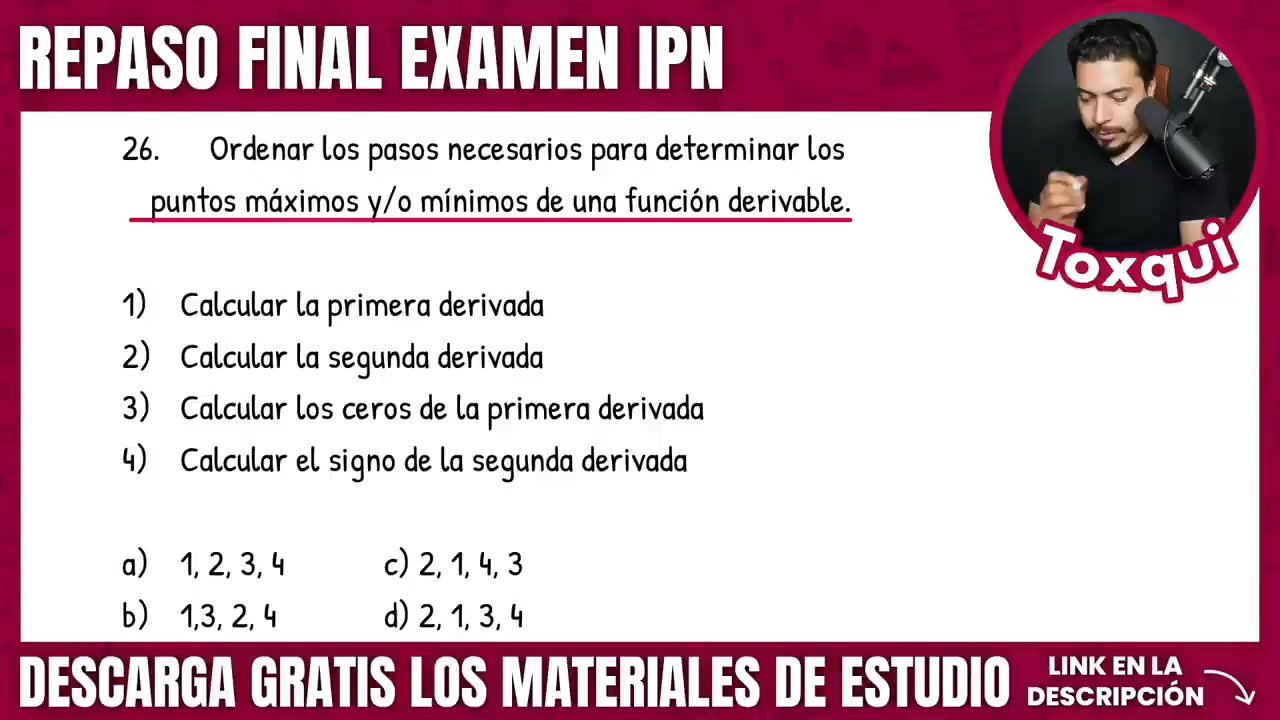 REPASO FINAL EXAMEN IPN
26. Ordenar los pasos necesarios para determinar los
puntos máximos y/o mínimos de una función derivable.
Toxqui
1) Calcular la primera derivada
2) Calcular la segunda derivada
3) Calcular los ceros de la primera derivada
4) Calcular el signo de la segunda derivada
a) 1, 2, 3, 4 c) 2, 1, 4, 3
b) 1,3, 2, 4 d) 2, 1, 3, 4
DESCARGA GRATIS LOS MATERIALES DE ESTUDIO
LINK EN LA
DESCRIPCIÓN